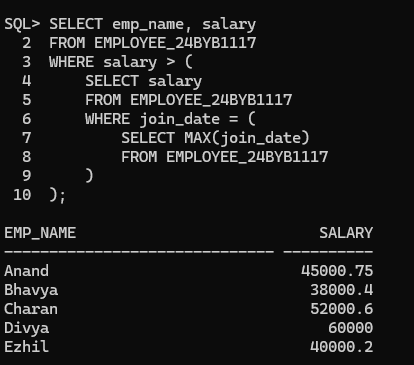 SQL> SELECT emp_name, salary
  2  FROM EMPLOYEE_24BYB1117
  3  WHERE salary > (
  4      SELECT salary
  5      FROM EMPLOYEE_24BYB1117
  6      WHERE join_date = (
  7          SELECT MAX(join_date)
  8          FROM EMPLOYEE_24BYB1117
  9      )
 10  );

EMP_NAME                           SALARY
------------------------------ ----------
Anand                            45000.75
Bhavya                            38000.4
Charan                            52000.6
Divya                               60000
Ezhil                             40000.2